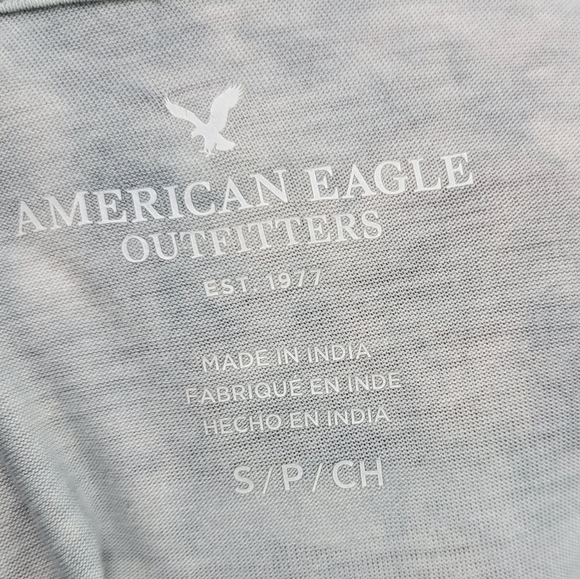 AMERICAN EAGLE
OUTFITTERS
EST. 1977
MADE IN INDIA
FABRIQUE EN INDE
HECHO EN INDIA
S/P/CH